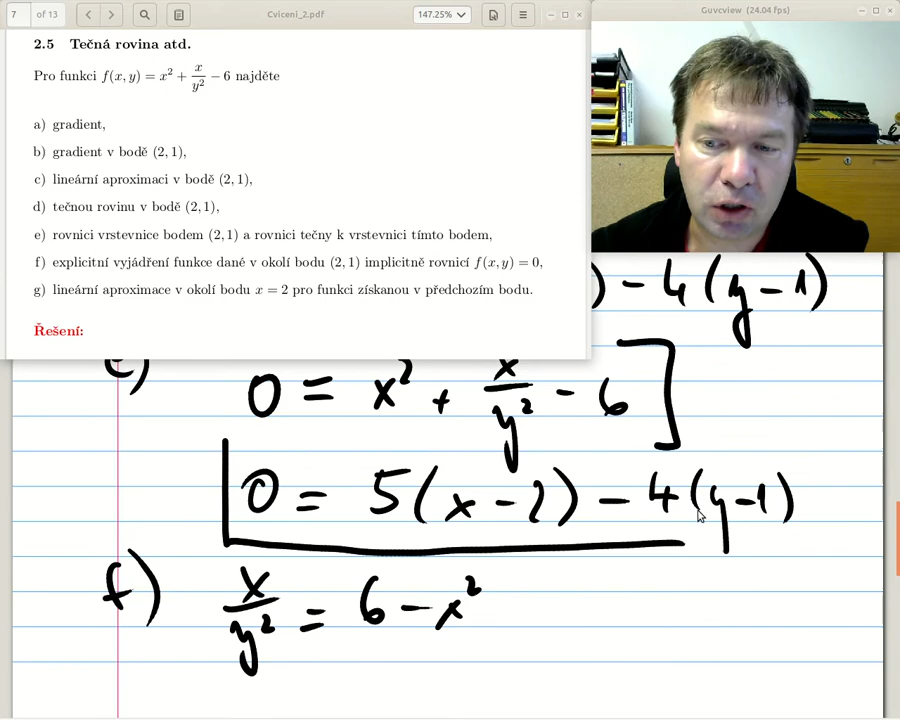 7 of 13 Cviceni_2.pdf 147.25% Guvcview (24.04 fps)
2.5 Tečná rovina atd.
Pro funkci f(x, y) = x² + x/y² − 6 najděte
a) gradient,
b) gradient v bodě (2, 1),
c) lineární aproximaci v bodě (2, 1),
d) tečnou rovinu v bodě (2, 1),
e) rovnici vrstevnice bodem (2, 1) a rovnici tečny k vrstevnici tímto bodem,
f) explicitní vyjádření funkce dané v okolí bodu (2, 1) implicitně rovnicí f(x, y) = 0,
g) lineární aproximace v okolí bodu x = 2 pro funkci získanou v předchozím bodu.
Řešení:
) − 4(y−1)
0 = x² + x/y² − 6
0 = 5(x−2) − 4(y−1)
f) x/y² = 6 − x²